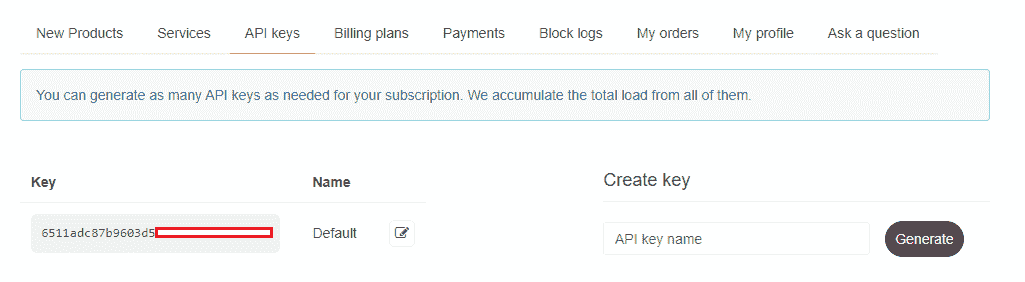 New Products Services API keys Billing plans Payments Block logs My orders My profile Ask a question
You can generate as many API keys as needed for your subscription. We accumulate the total load from all of them.
Key Name
6511adc87b9603d5 Default
Create key
API key name Generate